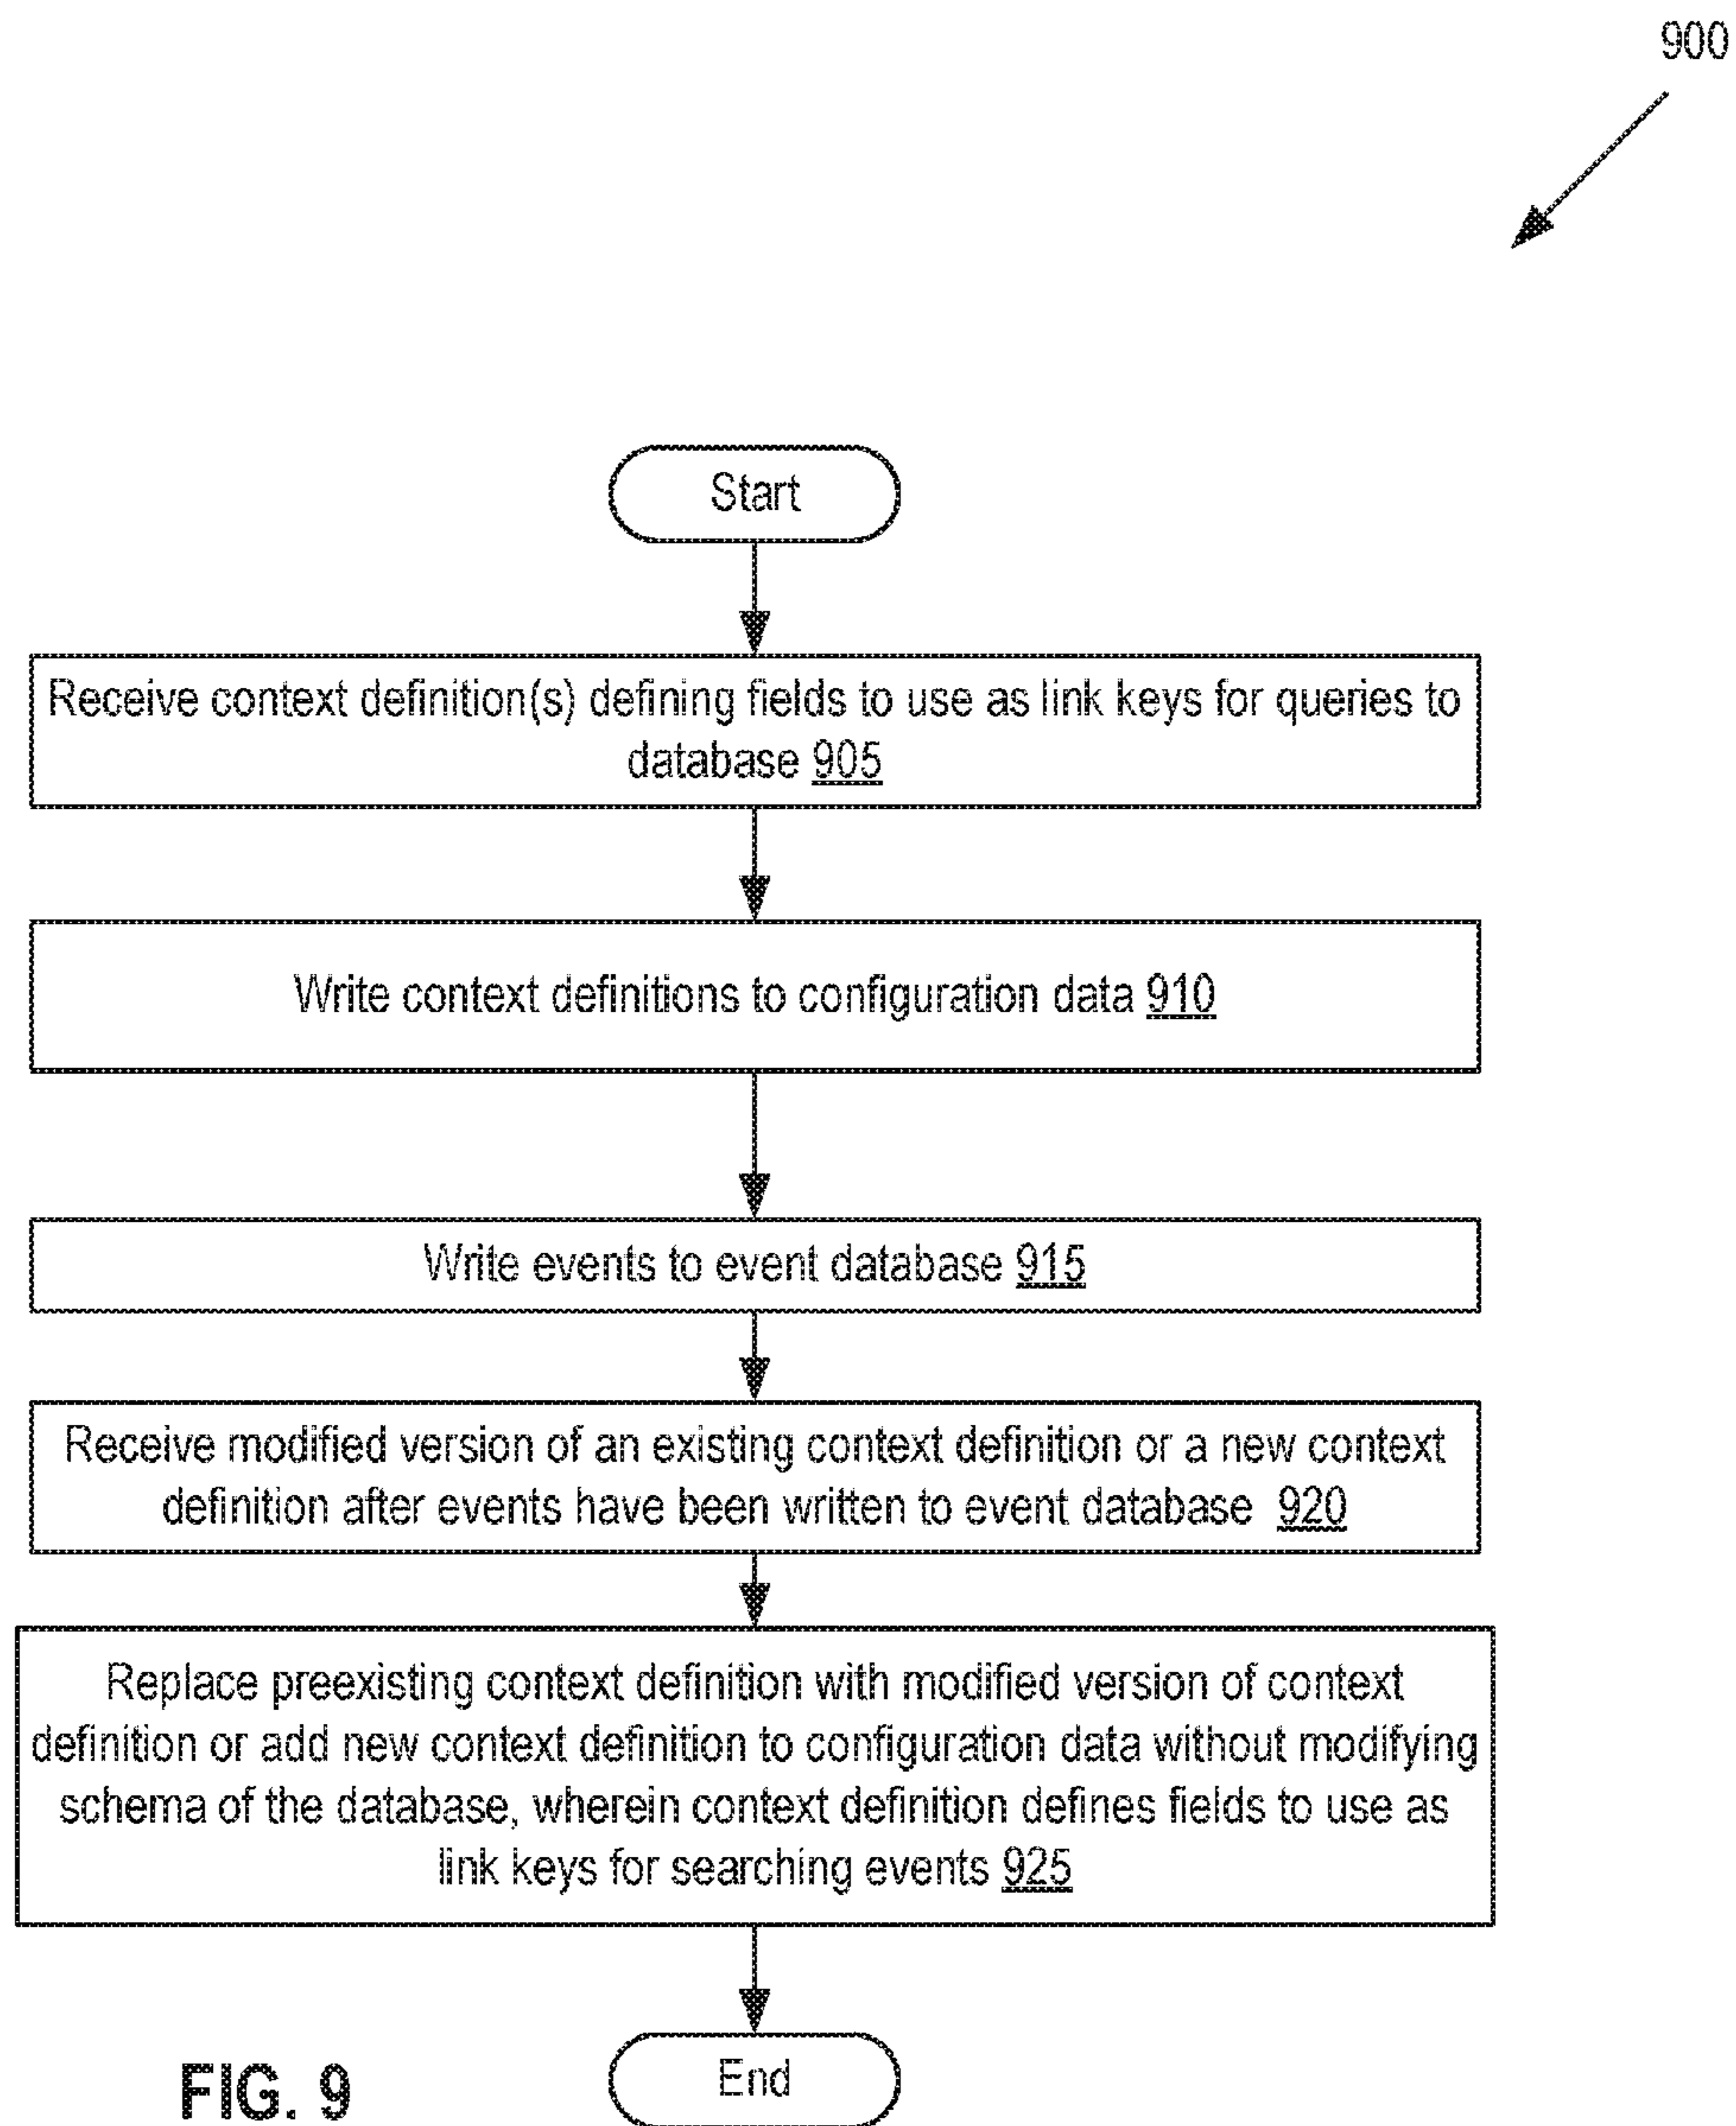 900
Start
Receive context definition(s) defining fields to use as link keys for queries to
database 905
Write context definitions to configuration data 910
Write events to event database 915
Receive modified version of an existing context definition or a new context
definition after events have been written to event database 920
Replace preexisting context definition with modified version of context
definition or add new context definition to configuration data without modifying
schema of the database, wherein context definition defines fields to use as
link keys for searching events 925
End
FIG. 9